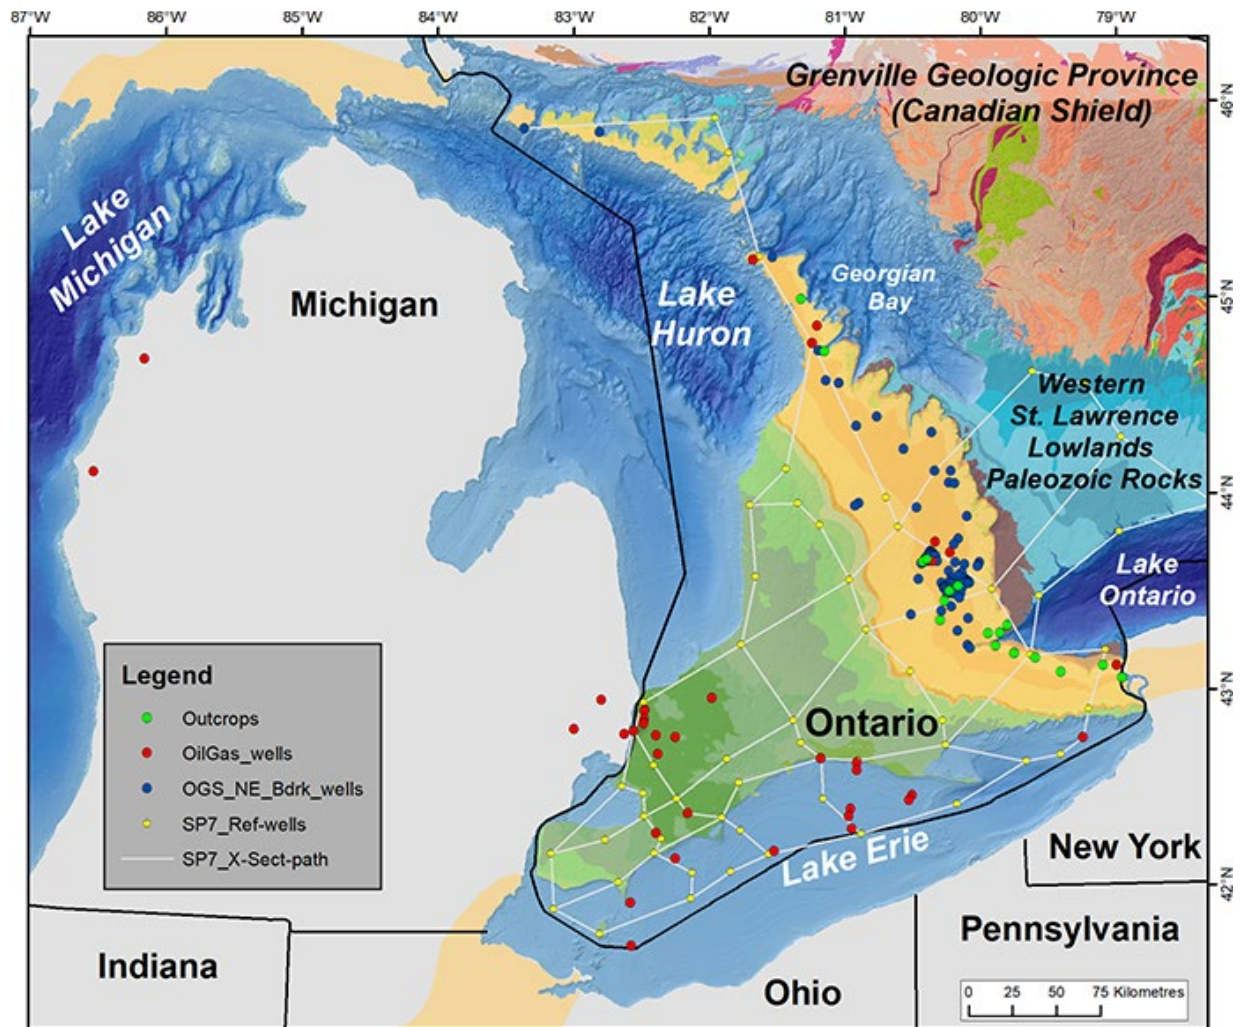 87°W 86°W 85°W 84°W 83°W 82°W 81°W 80°W 79°W
Grenville Geologic Province
(Canadian Shield)
46°N
Lake
Michigan
Michigan
Lake
Huron
Georgian
Bay
45°N
Western
St. Lawrence
Lowlands
Paleozoic Rocks
44°N
Lake
Ontario
43°N
Legend
Outcrops
OilGas_wells
OGS_NE_Bdrk_wells
SP7_Ref-wells
SP7_X-Sect-path
Ontario
Lake Erie
New York
42°N
Pennsylvania
Indiana
Ohio
0 25 50 75 Kilometres